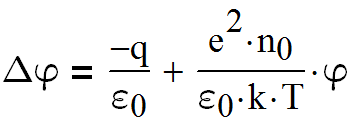 Δφ = −q/ε₀ + e²·n₀/ε₀·k·T·φ